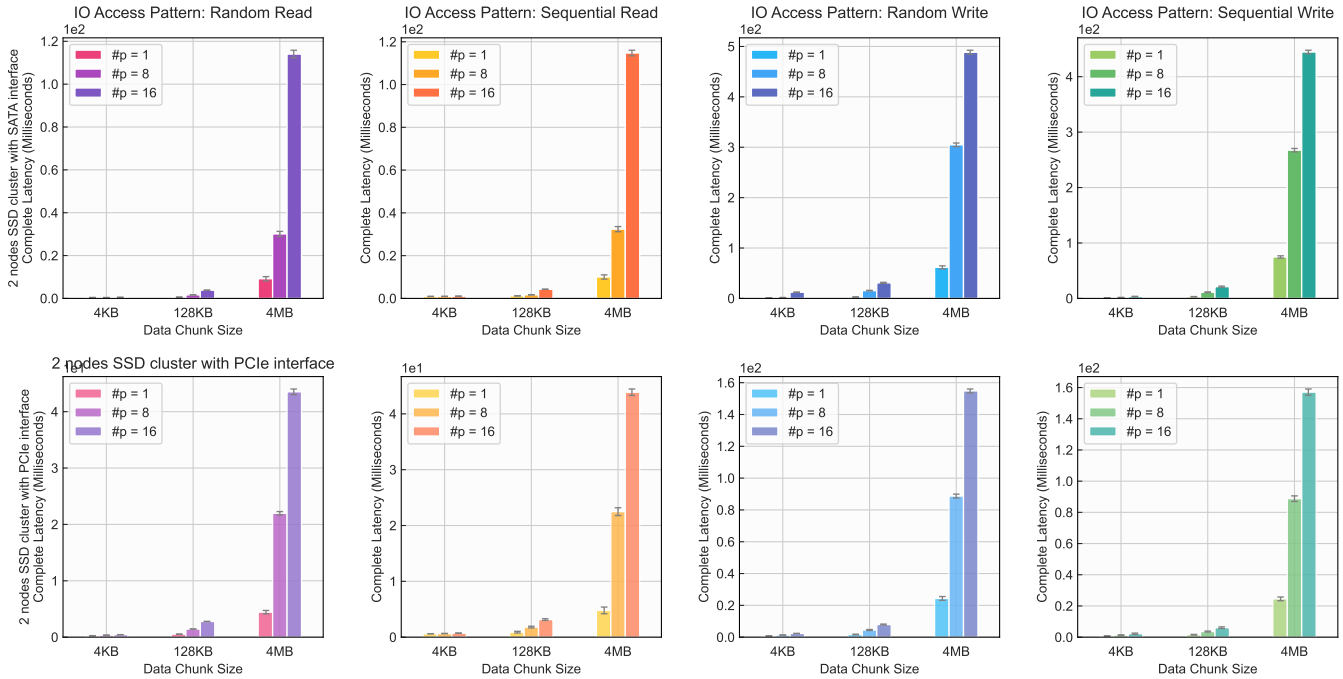 IO Access Pattern: Random Read
1e2
1.2
1.0
0.8
0.6
0.4
0.2
0.0
2 nodes SSD cluster with SATA interface
Complete Latency (Milliseconds)
#p = 1
#p = 8
#p = 16
4KB
128KB
4MB
Data Chunk Size
IO Access Pattern: Sequential Read
1e2
1.2
1.0
0.8
0.6
0.4
0.2
0.0
Complete Latency (Milliseconds)
#p = 1
#p = 8
#p = 16
4KB
128KB
4MB
Data Chunk Size
IO Access Pattern: Random Write
1e2
5
4
3
2
1
0
Complete Latency (Milliseconds)
#p = 1
#p = 8
#p = 16
4KB
128KB
4MB
Data Chunk Size
IO Access Pattern: Sequential Write
1e2
4
3
2
1
0
Complete Latency (Milliseconds)
#p = 1
#p = 8
#p = 16
4KB
128KB
4MB
Data Chunk Size
2 nodes SSD cluster with PCIe interface
1e1
4
3
2
1
0
2 nodes SSD cluster with PCIe interface
Complete Latency (Milliseconds)
#p = 1
#p = 8
#p = 16
4KB
128KB
4MB
Data Chunk Size
1e1
4
3
2
1
0
Complete Latency (Milliseconds)
#p = 1
#p = 8
#p = 16
4KB
128KB
4MB
Data Chunk Size
1e2
1.6
1.4
1.2
1.0
0.8
0.6
0.4
0.2
0.0
Complete Latency (Milliseconds)
#p = 1
#p = 8
#p = 16
4KB
128KB
4MB
Data Chunk Size
1e2
1.6
1.4
1.2
1.0
0.8
0.6
0.4
0.2
0.0
Complete Latency (Milliseconds)
#p = 1
#p = 8
#p = 16
4KB
128KB
4MB
Data Chunk Size